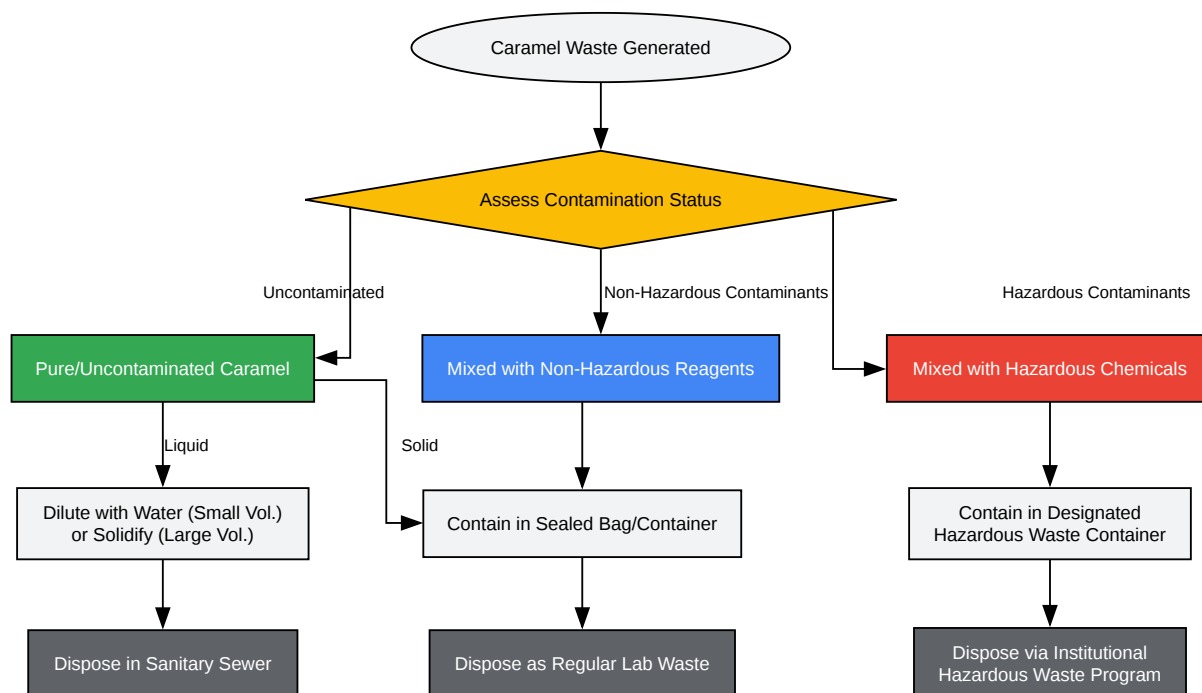 Caramel Waste Generated
Assess Contamination Status
Uncontaminated
Non-Hazardous Contaminants
Hazardous Contaminants
Pure/Uncontaminated Caramel
Mixed with Non-Hazardous Reagents
Mixed with Hazardous Chemicals
Liquid
Solid
Dilute with Water (Small Vol.)
or Solidify (Large Vol.)
Contain in Sealed Bag/Container
Contain in Designated
Hazardous Waste Container
Dispose in Sanitary Sewer
Dispose as Regular Lab Waste
Dispose via Institutional
Hazardous Waste Program